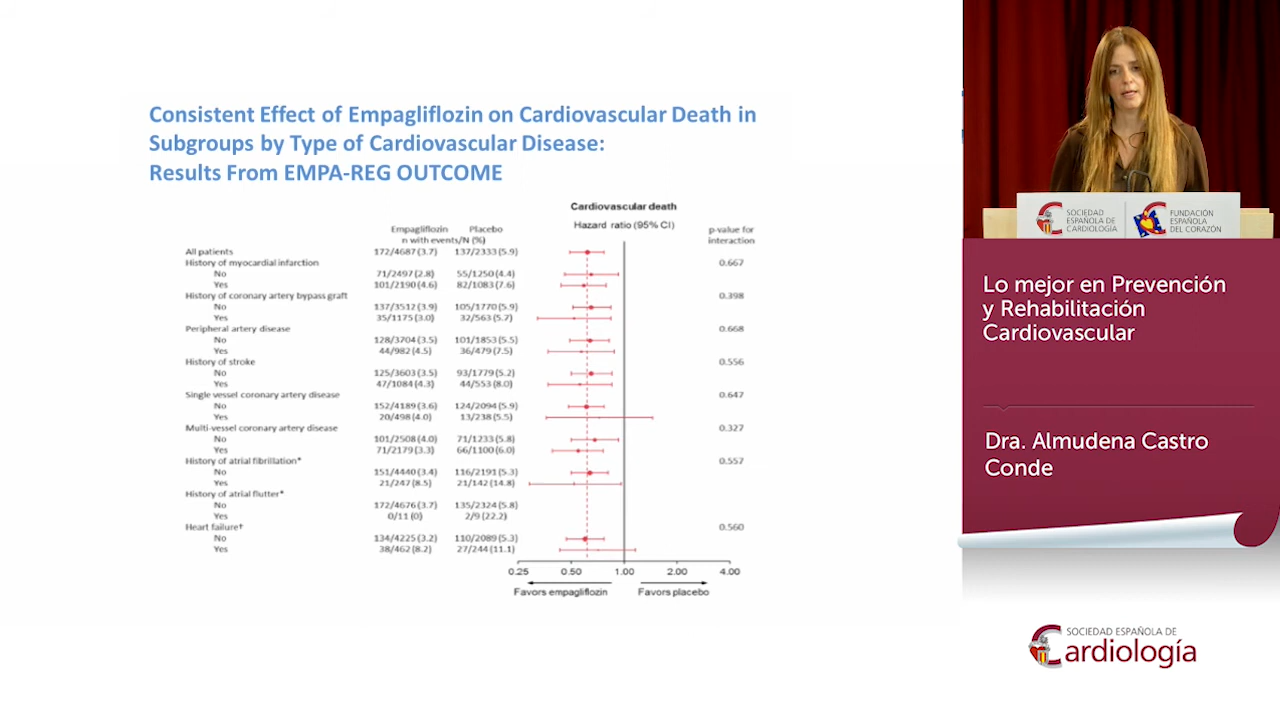 Consistent Effect of Empagliflozin on Cardiovascular Death in
Subgroups by Type of Cardiovascular Disease:
Results From EMPA-REG OUTCOME
Cardiovascular death
Empagliflozin Placebo Hazard ratio (95% CI) p-value for
n with events/N (%) interaction
All patients 172/4687 (3.7) 137/2333 (5.9)
History of myocardial infarction 0.667
No 71/2497 (2.8) 55/1250 (4.4)
Yes 101/2190 (4.6) 82/1083 (7.6)
History of coronary artery bypass graft 0.398
No 137/3512 (3.9) 105/1770 (5.9)
Yes 35/1175 (3.0) 32/563 (5.7)
Peripheral artery disease 0.668
No 128/3704 (3.5) 101/1853 (5.5)
Yes 44/982 (4.5) 36/479 (7.5)
History of stroke 0.556
No 125/3603 (3.5) 93/1779 (5.2)
Yes 47/1084 (4.3) 44/553 (8.0)
Single vessel coronary artery disease 0.647
No 152/4189 (3.6) 124/2094 (5.9)
Yes 20/498 (4.0) 13/238 (5.5)
Multi-vessel coronary artery disease 0.327
No 101/2508 (4.0) 71/1233 (5.8)
Yes 71/2179 (3.3) 66/1100 (6.0)
History of atrial fibrillation* 0.557
No 151/4440 (3.4) 116/2191 (5.3)
Yes 21/247 (8.5) 21/142 (14.8)
History of atrial flutter*
No 172/4676 (3.7) 135/2324 (5.8)
Yes 0/11 (0) 2/9 (22.2)
Heart failure† 0.560
No 134/4225 (3.2) 110/2089 (5.3)
Yes 38/462 (8.2) 27/244 (11.1)
0.25 0.50 1.00 2.00 4.00
Favors empagliflozin Favors placebo
SOCIEDAD
ESPAÑOLA DE
CARDIOLOGÍA
FUNDACIÓN
ESPAÑOLA
DEL CORAZÓN
Lo mejor en Prevención
y Rehabilitación
Cardiovascular
Dra. Almudena Castro
Conde
SOCIEDAD ESPAÑOLA DE
Cardiología